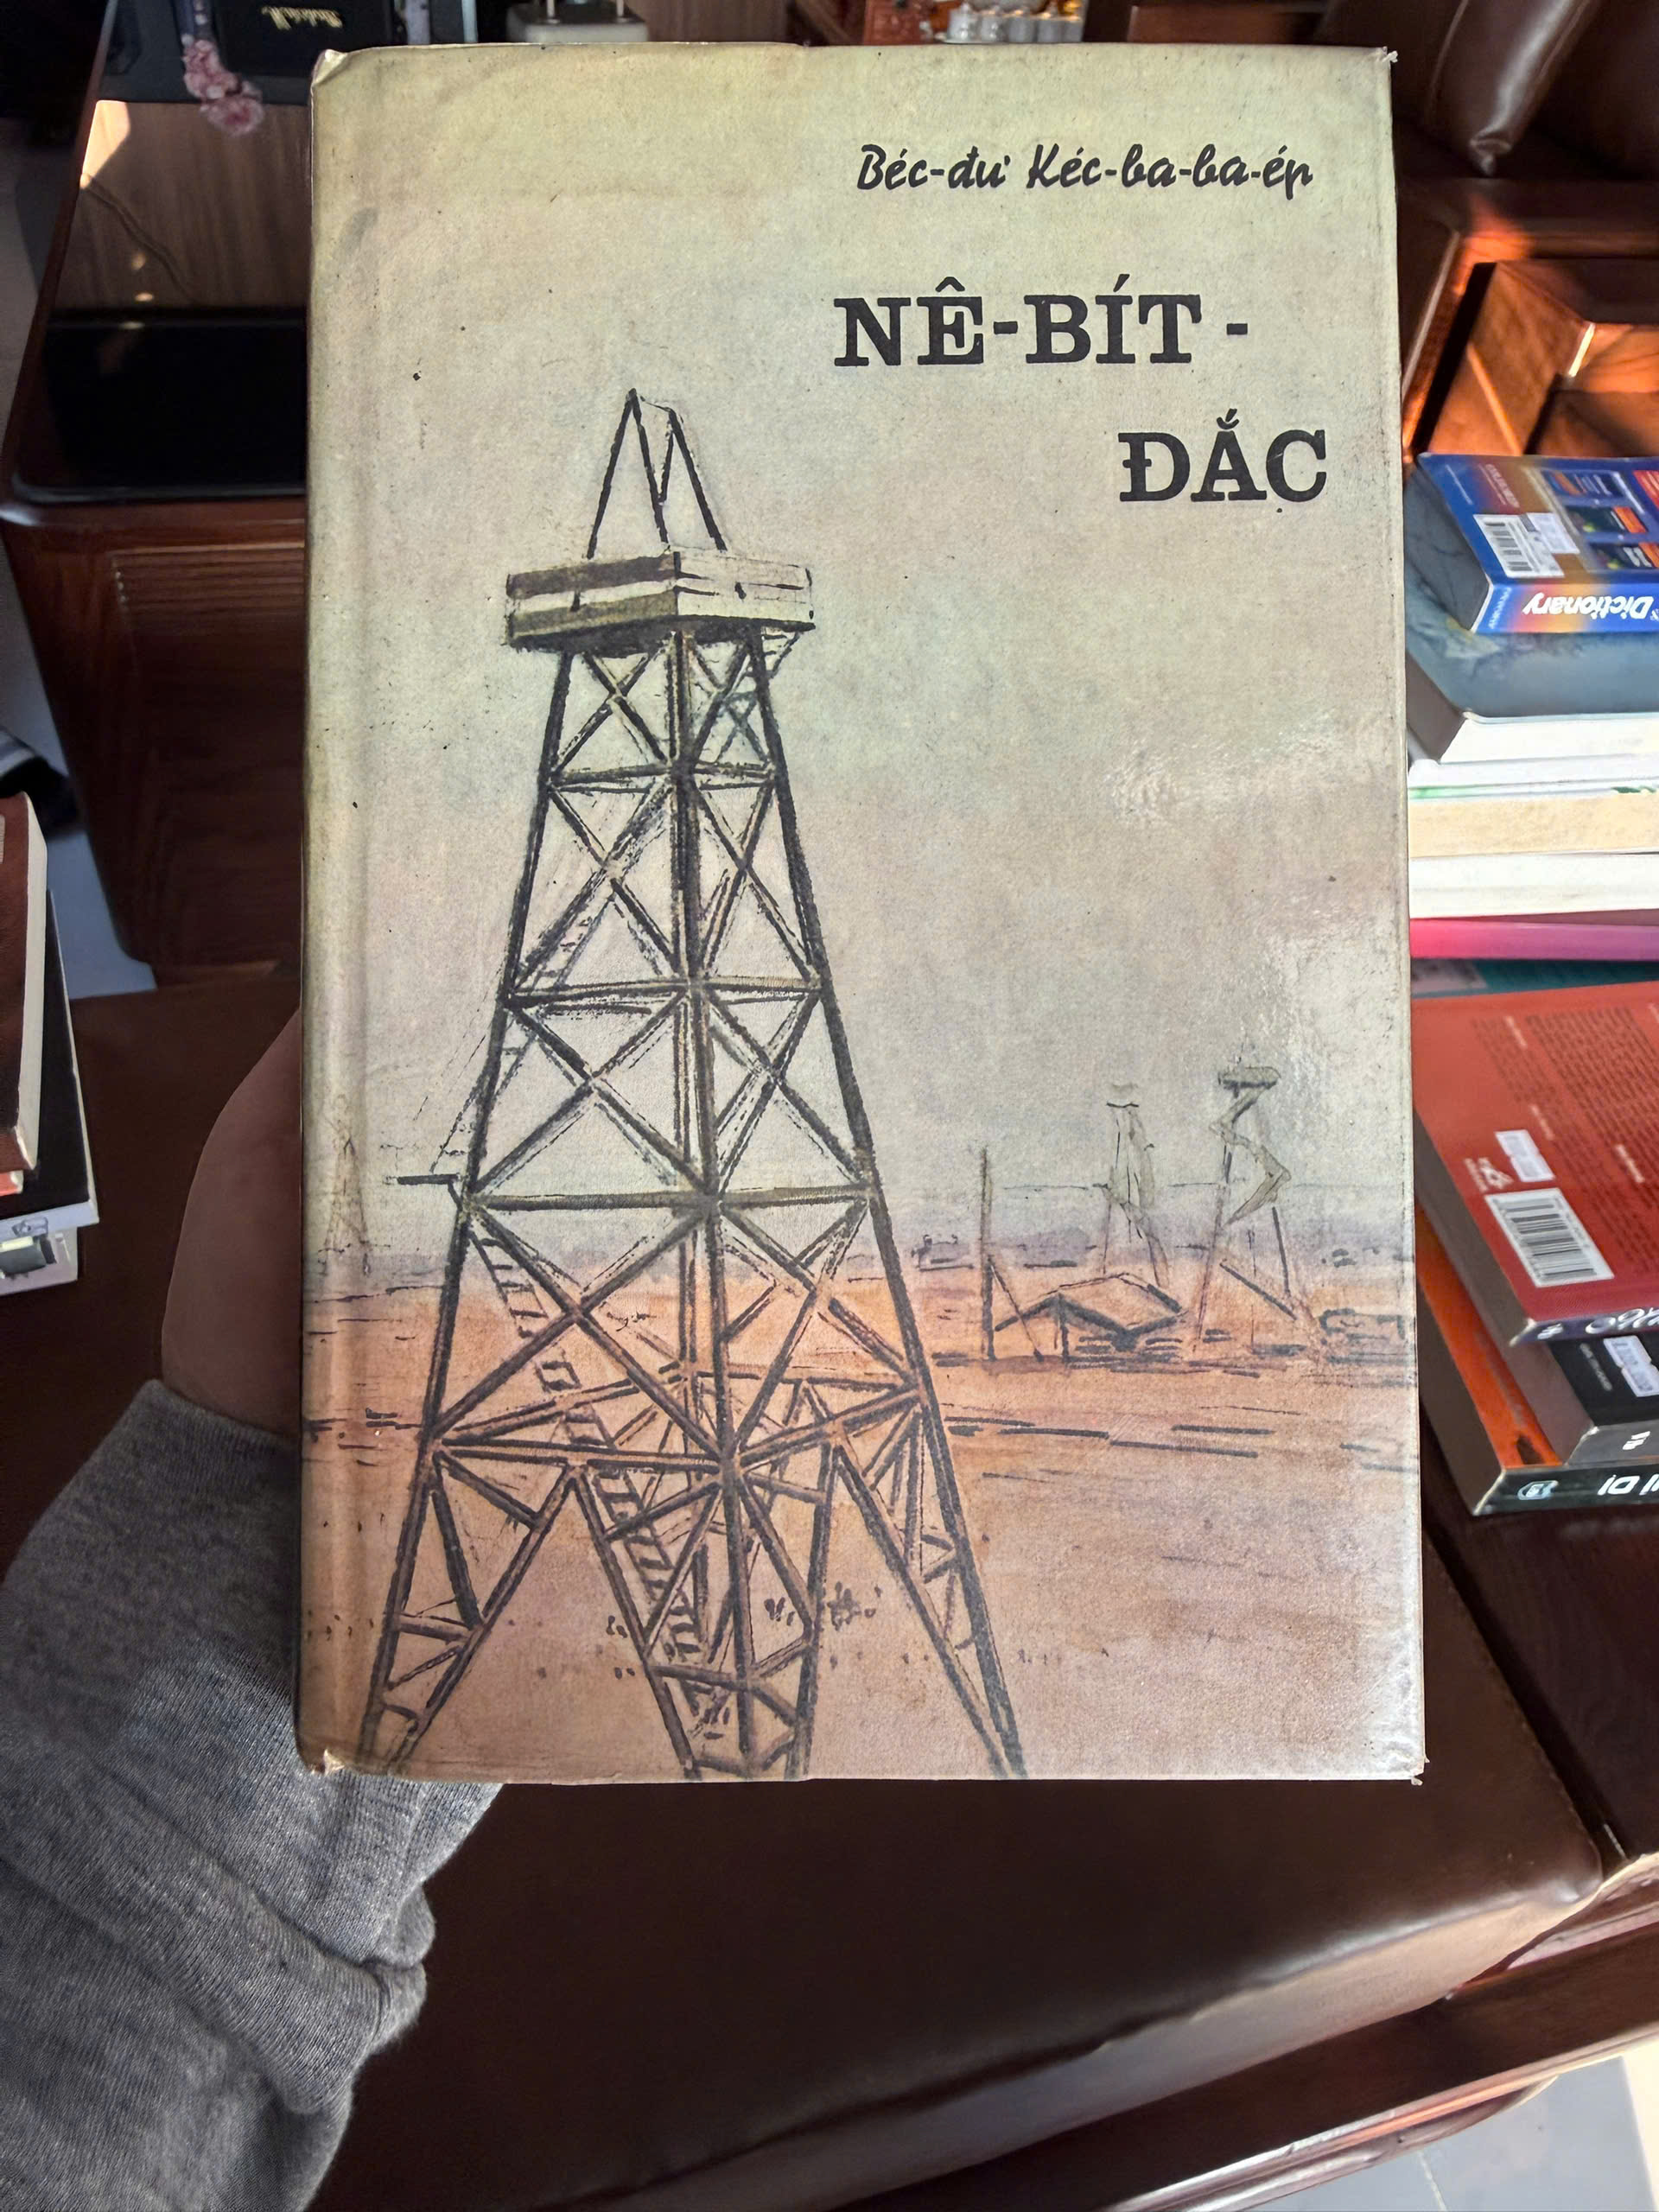 Béc-đư Kéc-ba-ba-ép
NÊ-BÍT -
ĐẮC
Dictionary